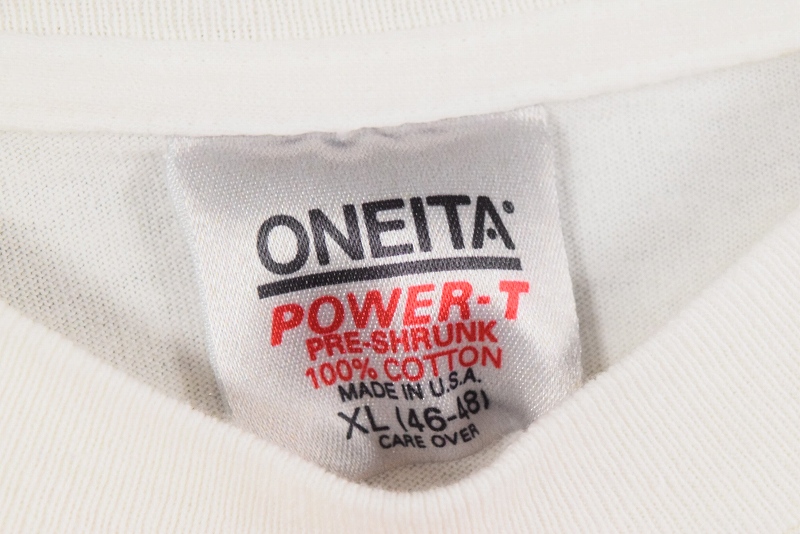 ONEITA®
POWER-T
PRE-SHRUNK
100% COTTON
MADE IN U.S.A.
XL (46-48)
CARE OVER